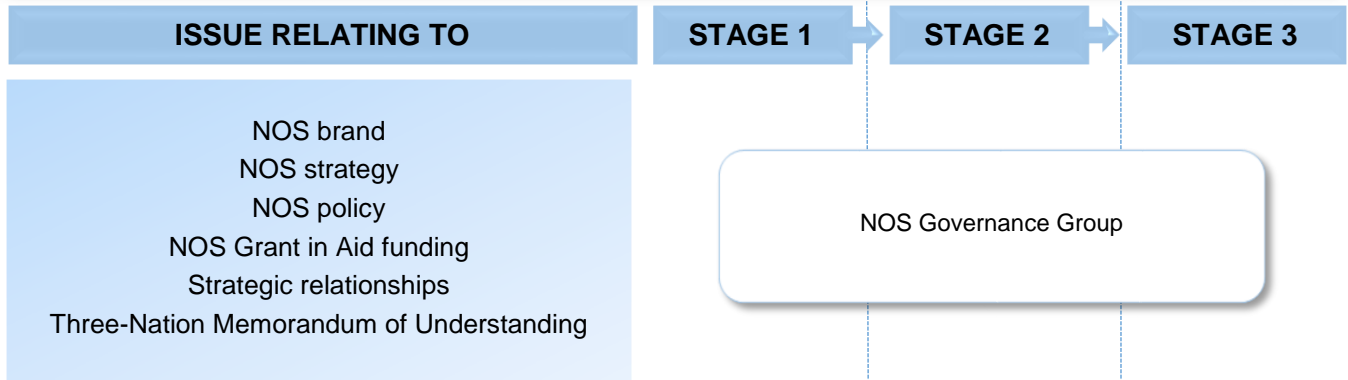 ISSUE RELATING TO
STAGE 1
STAGE 2
STAGE 3
NOS brand
NOS strategy
NOS policy
NOS Grant in Aid funding
Strategic relationships
Three-Nation Memorandum of Understanding
NOS Governance Group